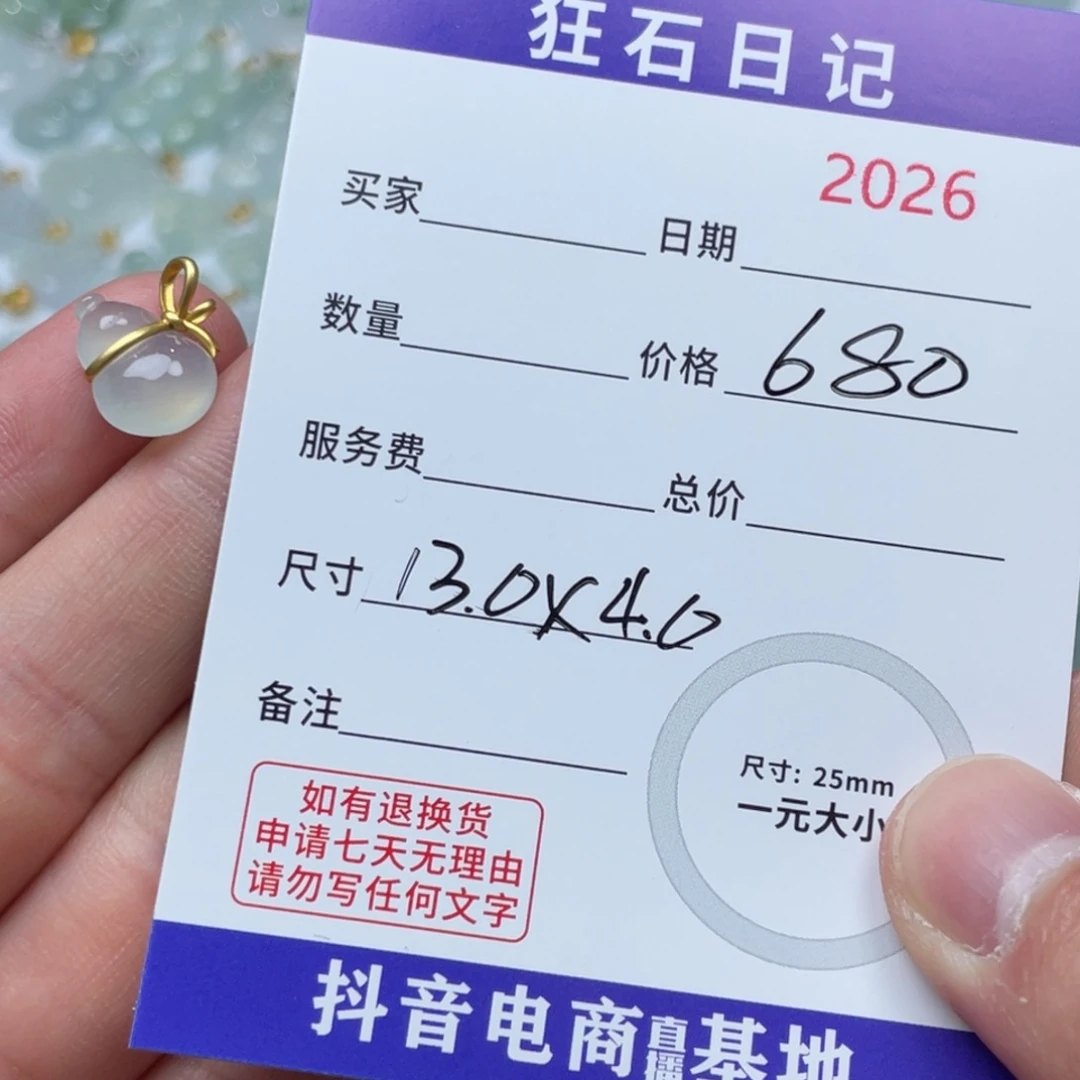 狂石日记
2026
买家 日期
数量 价格 680
服务费 总价
尺寸 13.0X4.0
备注
尺寸: 25mm
一元大小
如有退换货
申请七天无理由
请勿写任何文字
抖音电商直播基地